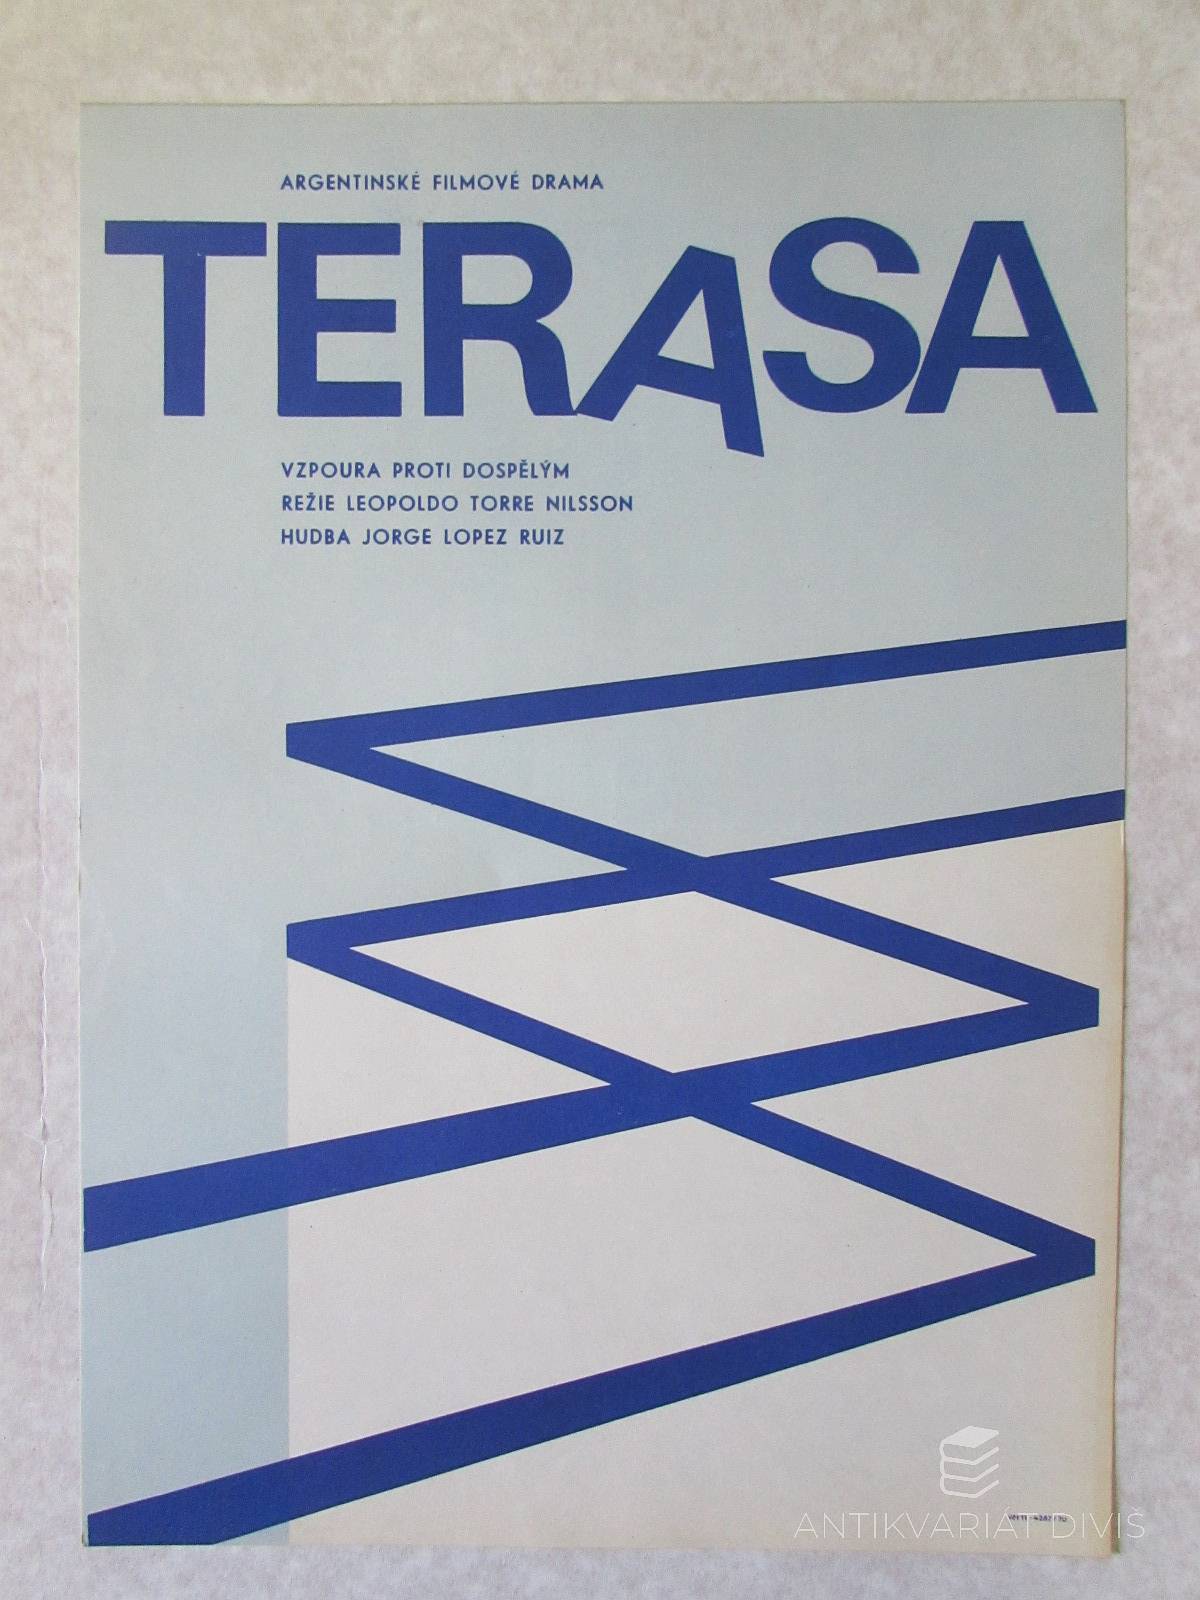 ARGENTINSKÉ FILMOVÉ DRAMA
TERASA
VZPOURA PROTI DOSPĚLÝM
REŽIE LEOPOLDO TORRE NILSSON
HUDBA JORGE LOPEZ RUIZ
ANTIKVARIÁT DIVIŠ